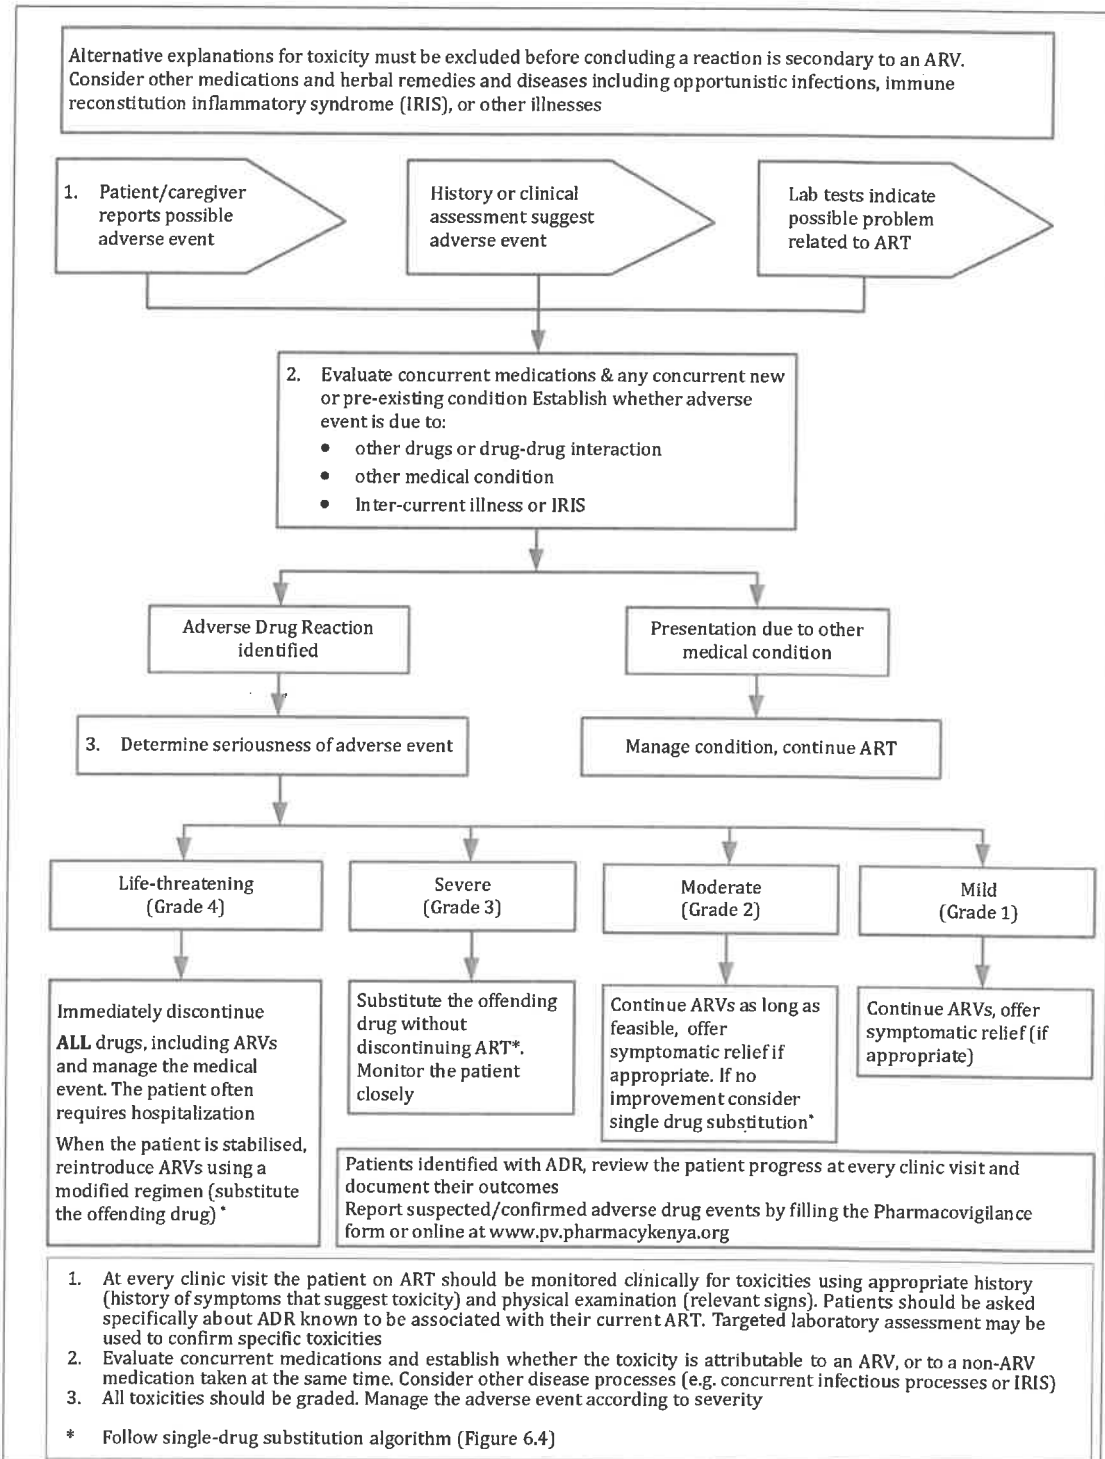 Alternative explanations for toxicity must be excluded before concluding a reaction is secondary to an ARV.
Consider other medications and herbal remedies and diseases including opportunistic infections, immune
reconstitution inflammatory syndrome (IRIS), or other illnesses
1. Patient/caregiver
reports possible
adverse event
History or clinical
assessment suggest
adverse event
Lab tests indicate
possible problem
related to ART
2. Evaluate concurrent medications & any concurrent new
or pre-existing condition Establish whether adverse
event is due to:
• other drugs or drug-drug interaction
• other medical condition
• Inter-current illness or IRIS
Adverse Drug Reaction
identified
Presentation due to other
medical condition
3. Determine seriousness of adverse event
Manage condition, continue ART
Life-threatening
(Grade 4)
Severe
(Grade 3)
Moderate
(Grade 2)
Mild
(Grade 1)
Immediately discontinue
ALL drugs, including ARVs
and manage the medical
event. The patient often
requires hospitalization
When the patient is stabilised,
reintroduce ARVs using a
modified regimen (substitute
the offending drug) *
Substitute the offending
drug without
discontinuing ART*.
Monitor the patient
closely
Continue ARVs as long as
feasible, offer
symptomatic relief if
appropriate. If no
improvement consider
single drug substitution*
Continue ARVs, offer
symptomatic relief (if
appropriate)
Patients identified with ADR, review the patient progress at every clinic visit and
document their outcomes
Report suspected/confirmed adverse drug events by filling the Pharmacovigilance
form or online at www.pv.pharmacykenya.org
1. At every clinic visit the patient on ART should be monitored clinically for toxicities using appropriate history
(history of symptoms that suggest toxicity) and physical examination (relevant signs). Patients should be asked
specifically about ADR known to be associated with their current ART. Targeted laboratory assessment may be
used to confirm specific toxicities
2. Evaluate concurrent medications and establish whether the toxicity is attributable to an ARV, or to a non-ARV
medication taken at the same time. Consider other disease processes (e.g. concurrent infectious processes or IRIS)
3. All toxicities should be graded. Manage the adverse event according to severity
* Follow single-drug substitution algorithm (Figure 6.4)